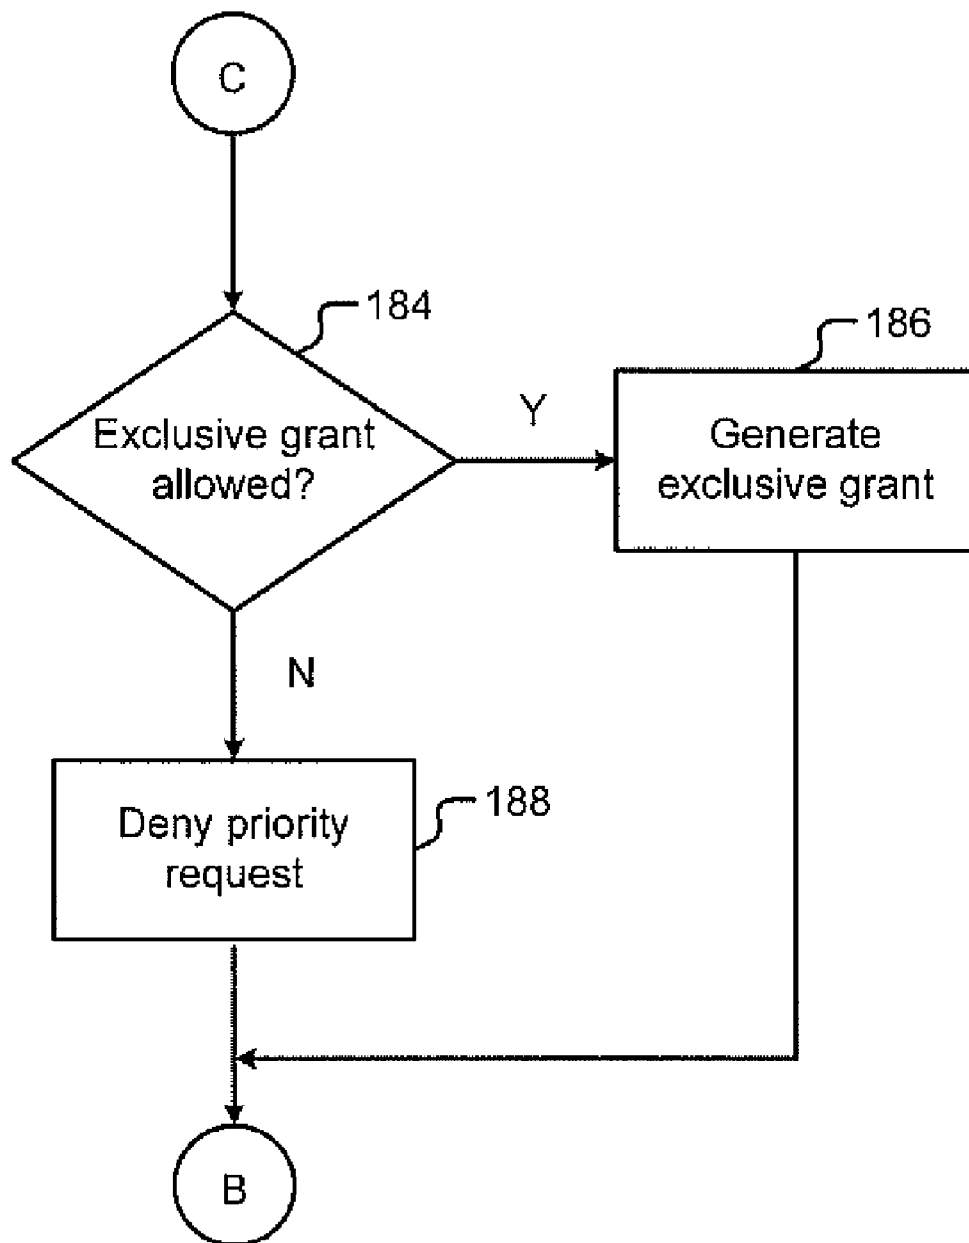 C
184
Exclusive grant
allowed?
Y
186
Generate
exclusive grant
N
Deny priority
request
188
B